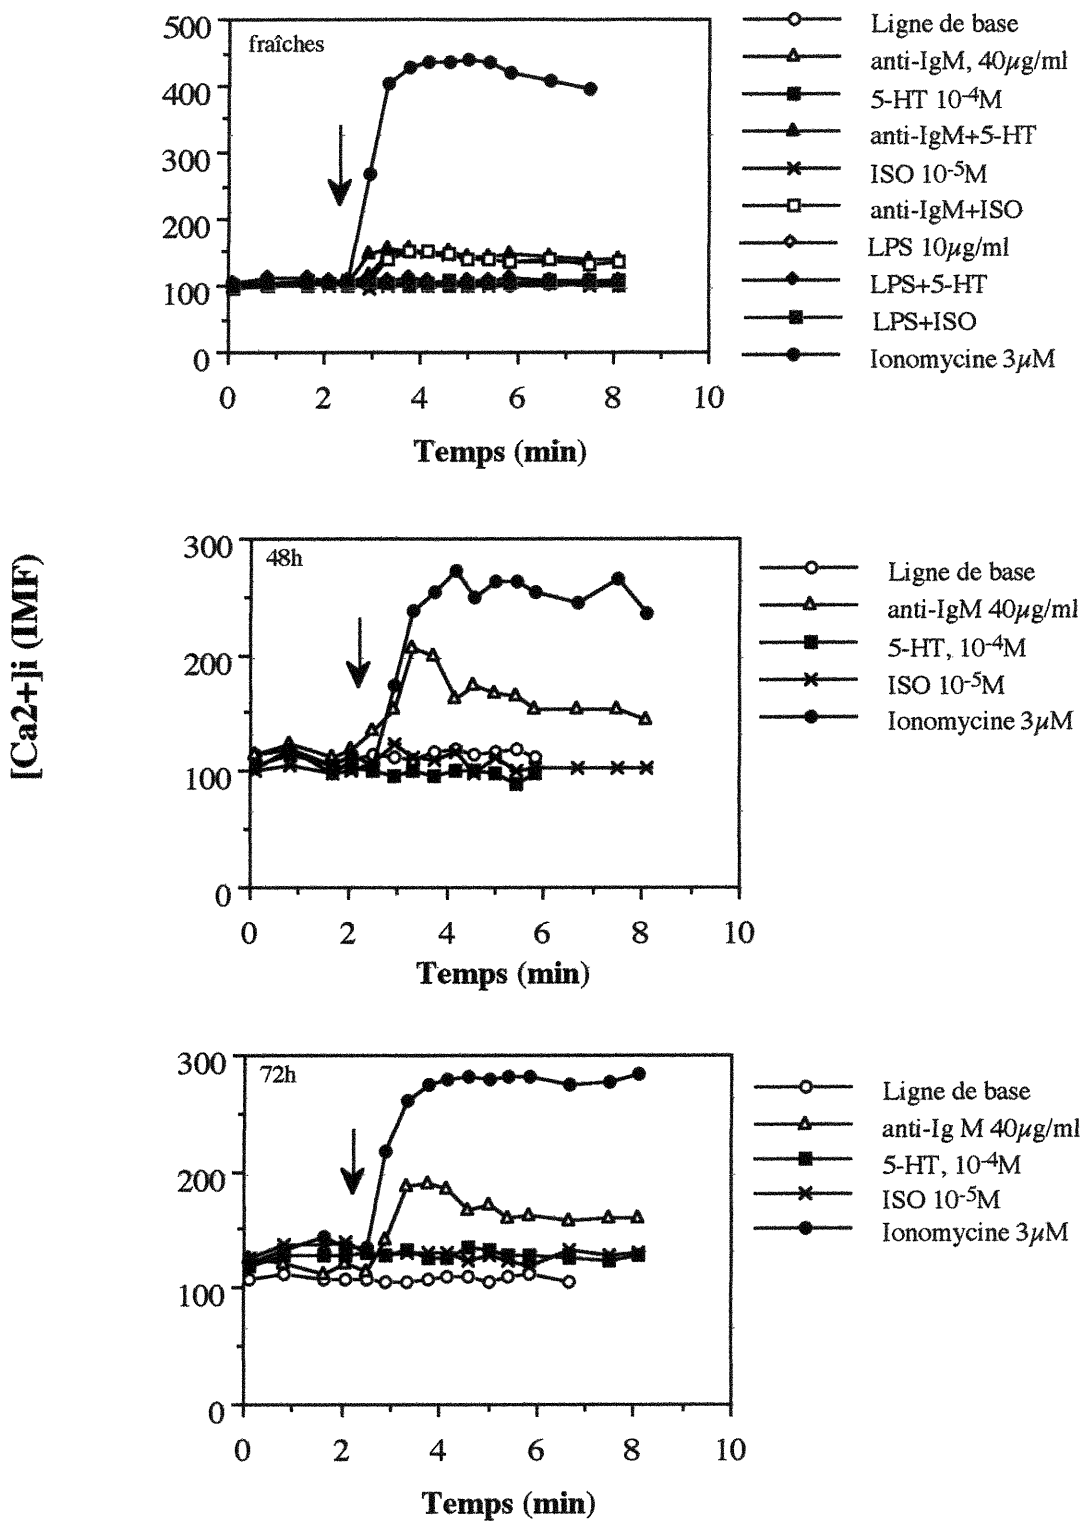 [Ca2+]i (IMF)
fraîches
500
400
300
200
100
0
0 2 4 6 8 10
Temps (min)
Ligne de base
anti-IgM, 40µg/ml
5-HT 10-4M
anti-IgM+5-HT
ISO 10-5M
anti-IgM+ISO
LPS 10µg/ml
LPS+5-HT
LPS+ISO
Ionomycine 3µM
48h
300
200
100
0
0 2 4 6 8 10
Temps (min)
Ligne de base
anti-IgM 40µg/ml
5-HT, 10-4M
ISO 10-5M
Ionomycine 3µM
72h
300
200
100
0
0 2 4 6 8 10
Temps (min)
Ligne de base
anti-Ig M 40µg/ml
5-HT, 10-4M
ISO 10-5M
Ionomycine 3µM